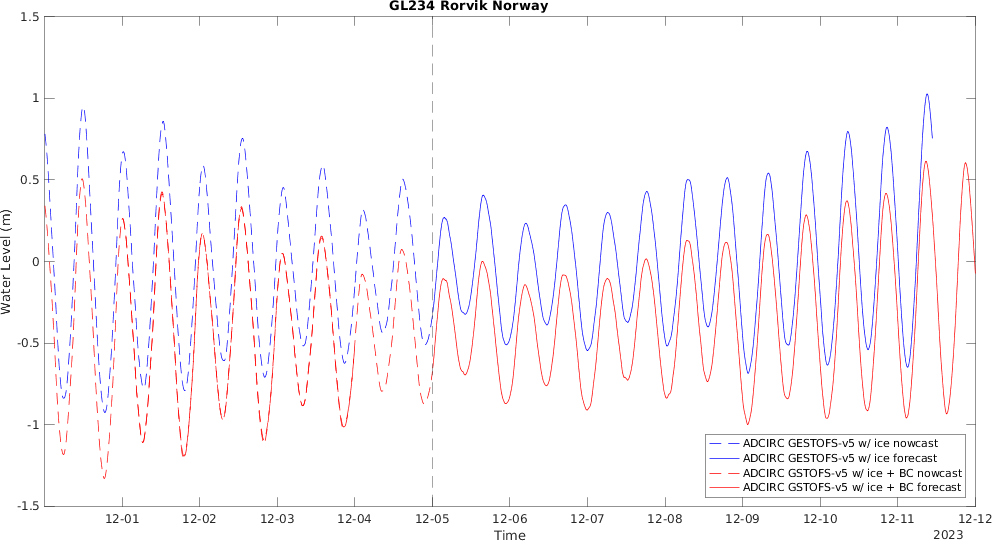 GL234 Rorvik Norway
1.5
1
0.5
0
-0.5
-1
-1.5
Water Level (m)
12-01 12-02 12-03 12-04 12-05 12-06 12-07 12-08 12-09 12-10 12-11 12-12
Time
2023
ADCIRC GESTOFS-v5 w/ ice nowcast
ADCIRC GESTOFS-v5 w/ ice forecast
ADCIRC GSTOFS-v5 w/ ice + BC nowcast
ADCIRC GSTOFS-v5 w/ ice + BC forecast